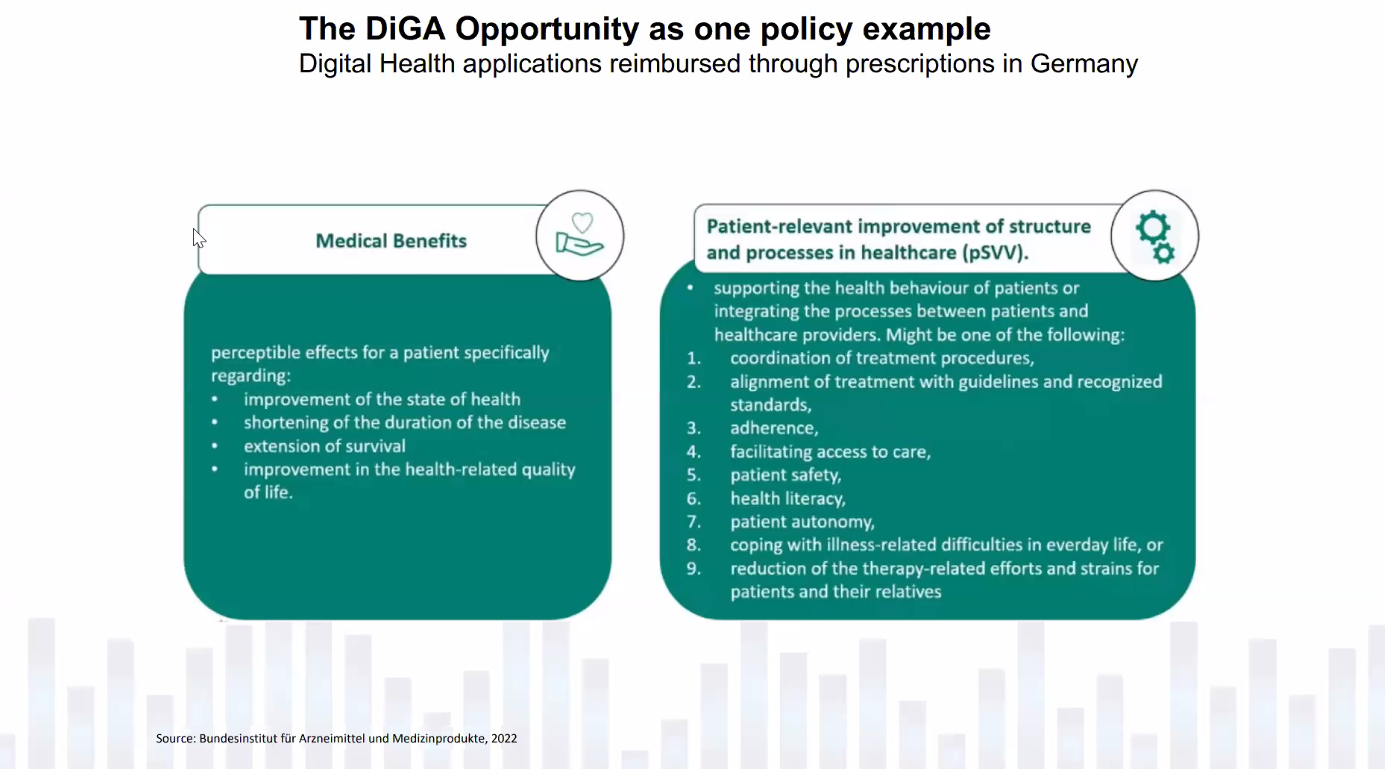 The DiGA Opportunity as one policy example
Digital Health applications reimbursed through prescriptions in Germany
Medical Benefits
perceptible effects for a patient specifically
regarding:
• improvement of the state of health
• shortening of the duration of the disease
• extension of survival
• improvement in the health-related quality
of life.
Patient-relevant improvement of structure
and processes in healthcare (pSVV).
• supporting the health behaviour of patients or
integrating the processes between patients and
healthcare providers. Might be one of the following:
1. coordination of treatment procedures,
2. alignment of treatment with guidelines and recognized
standards,
3. adherence,
4. facilitating access to care,
5. patient safety,
6. health literacy,
7. patient autonomy,
8. coping with illness-related difficulties in everday life, or
9. reduction of the therapy-related efforts and strains for
patients and their relatives
Source: Bundesinstitut für Arzneimittel und Medizinprodukte, 2022